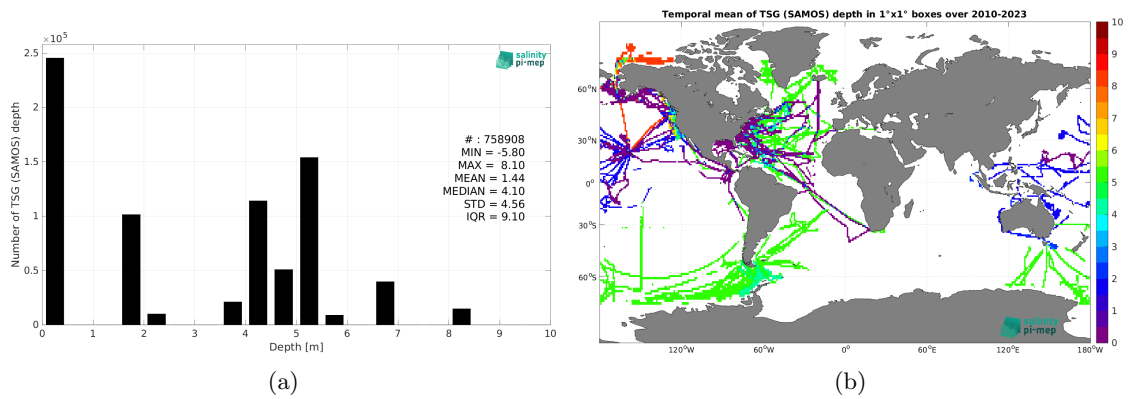 ×10⁵
2.5
2
1.5
1
0.5
0
Number of TSG (SAMOS) depth
salinity
pi-mep
# : 758908
MIN = -5.80
MAX = 8.10
MEAN = 1.44
MEDIAN = 4.10
STD = 4.56
IQR = 9.10
0 1 2 3 4 5 6 7 8 9 10
Depth [m]
(a)
Temporal mean of TSG (SAMOS) depth in 1°x1° boxes over 2010-2023
60°N
30°N
0°
30°S
60°S
120°W 60°W 0° 60°E 120°E 180°W
salinity
pi-mep
10
9
8
7
6
5
4
3
2
1
0
(b)